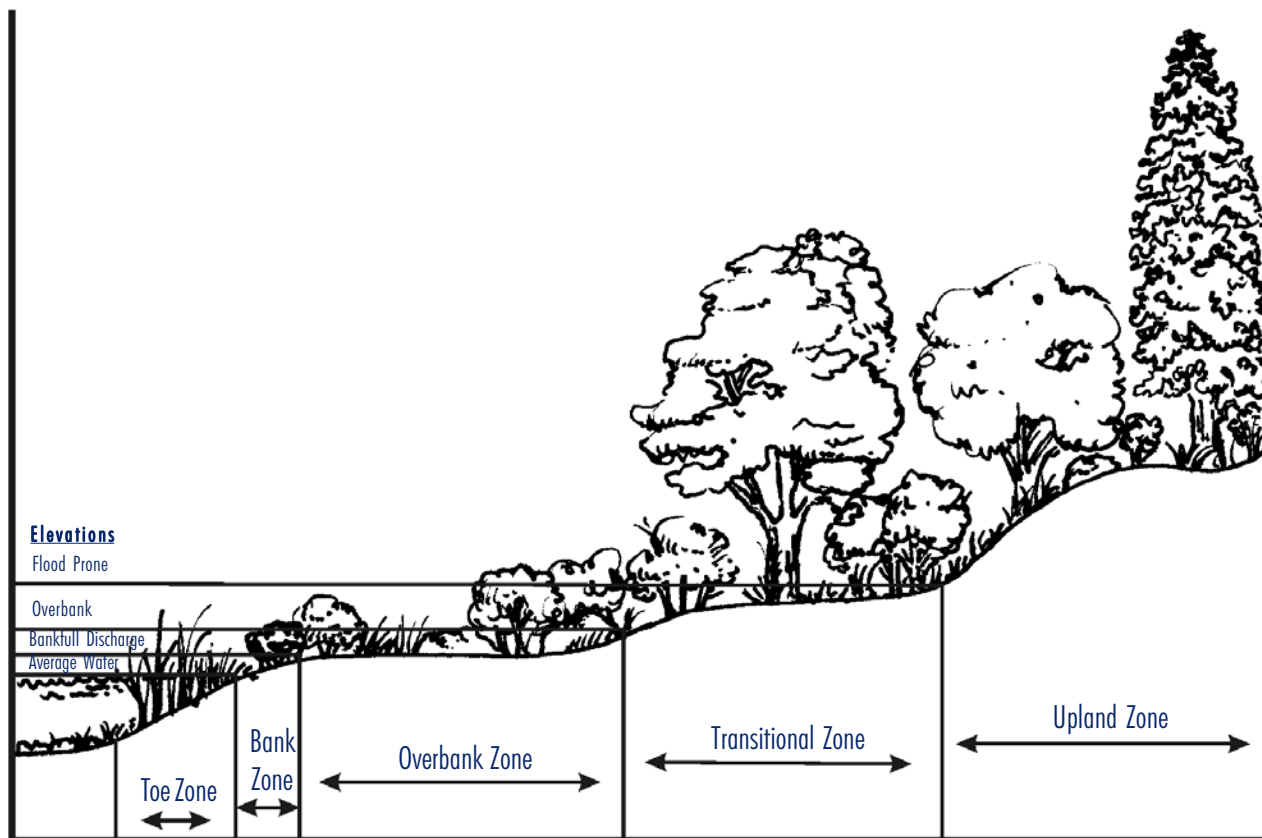 Elevations
Flood Prone
Overbank
Bankfull Discharge
Average Water
Bank
Zone
Toe Zone
Overbank Zone
Transitional Zone
Upland Zone